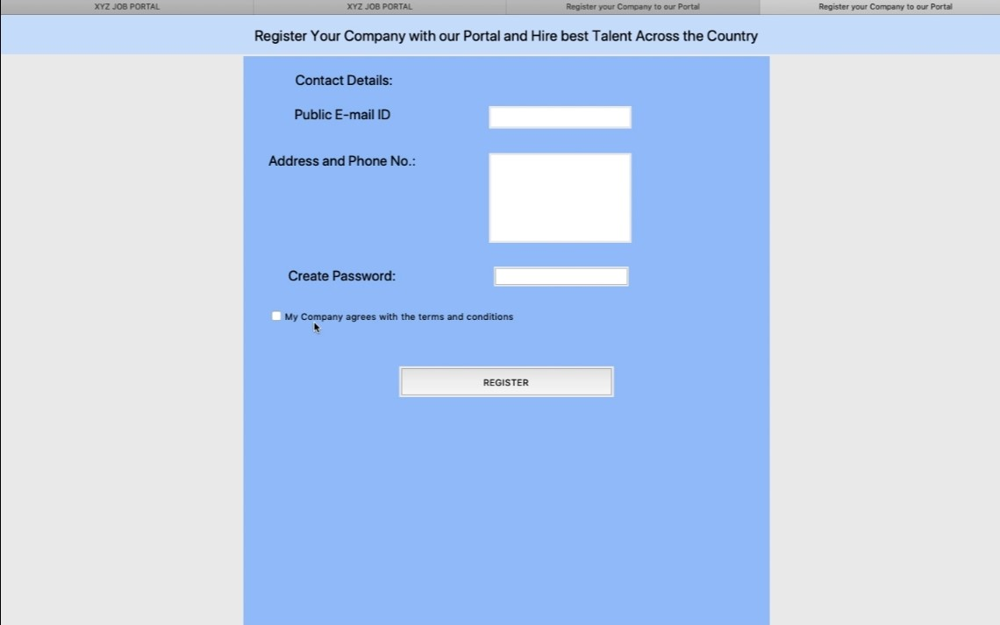 XYZ JOB PORTAL XYZ JOB PORTAL Register your Company to our Portal Register your Company to our Portal
Register Your Company with our Portal and Hire best Talent Across the Country
Contact Details:
Public E-mail ID
Address and Phone No.:
Create Password:
My Company agrees with the terms and conditions
REGISTER